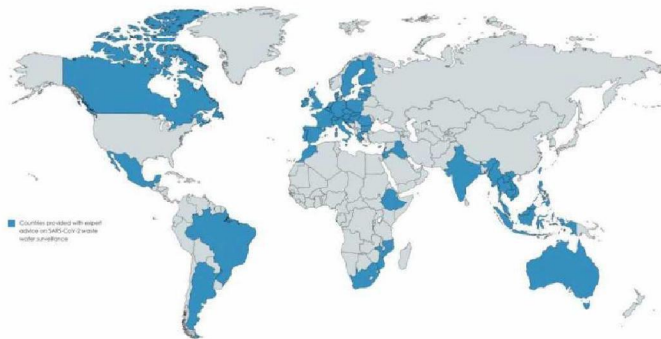 Countries provided with expert
advice on SARS-CoV-2 waste
water surveillance